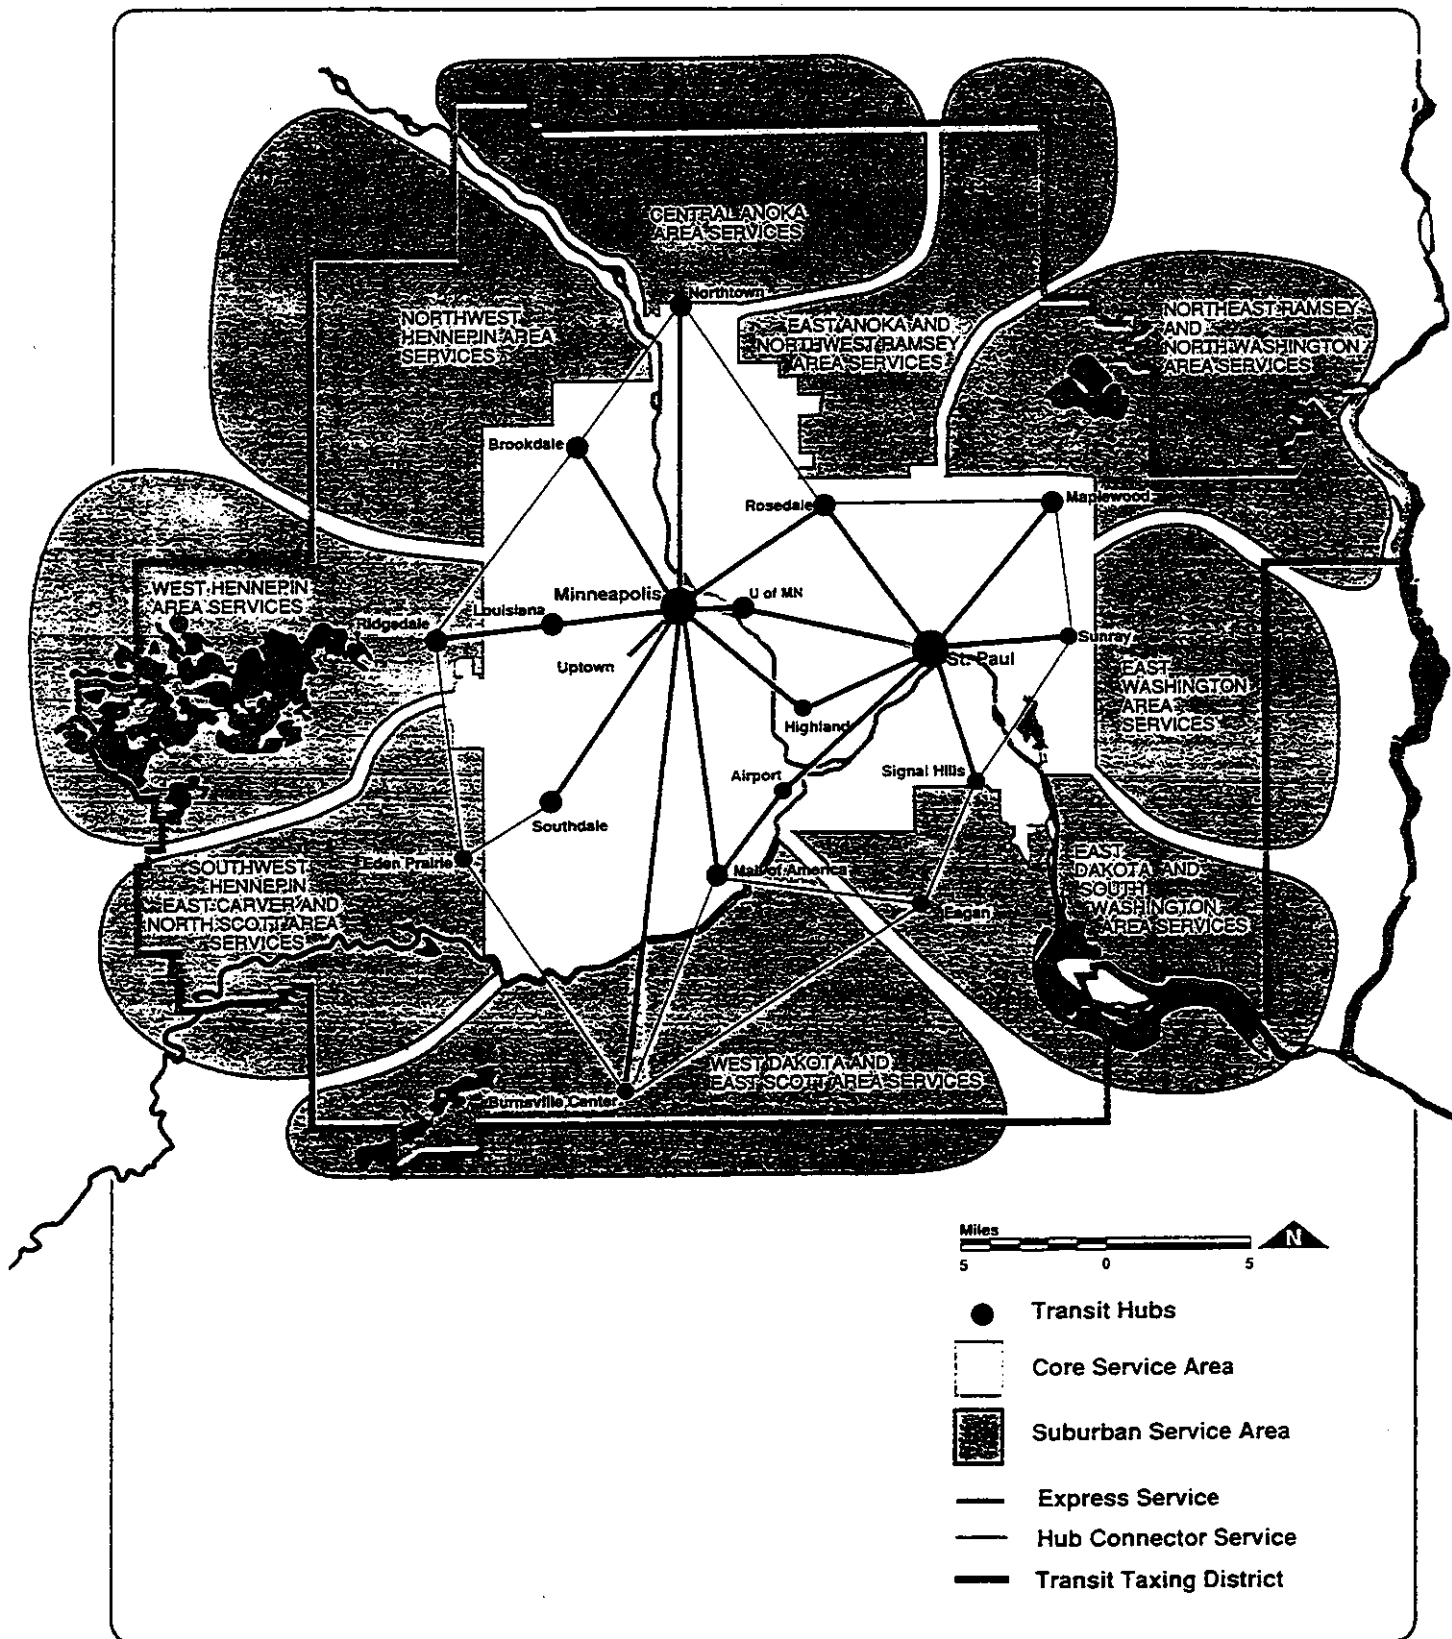 CENTRAL ANOKA
AREA SERVICES
Northtown
NORTHWEST
HENNEPIN AREA
SERVICES
EAST ANOKA AND
NORTHWEST RAMSEY
AREA SERVICES
NORTHEAST RAMSEY
AND
NORTH WASHINGTON
AREA SERVICES
Brookdale
Rosedale
Maplewood
WEST HENNEPIN
AREA SERVICES
Minneapolis
U of MN
Louisiana
Ridgedale
Sunray
St. Paul
Uptown
EAST
WASHINGTON
AREA
SERVICES
Highland
Airport
Signal Hills
Southdale
Eden Prairie
SOUTHWEST
HENNEPIN
EAST CARVER AND
NORTH SCOTT AREA
SERVICES
Mall of America
EAST
DAKOTA AND
SOUTH
WASHINGTON
AREA SERVICES
Eagan
WEST DAKOTA AND
EAST SCOTT AREA SERVICES
Burnsville Center
Miles
N
5 0 5
Transit Hubs
Core Service Area
Suburban Service Area
Express Service
Hub Connector Service
Transit Taxing District